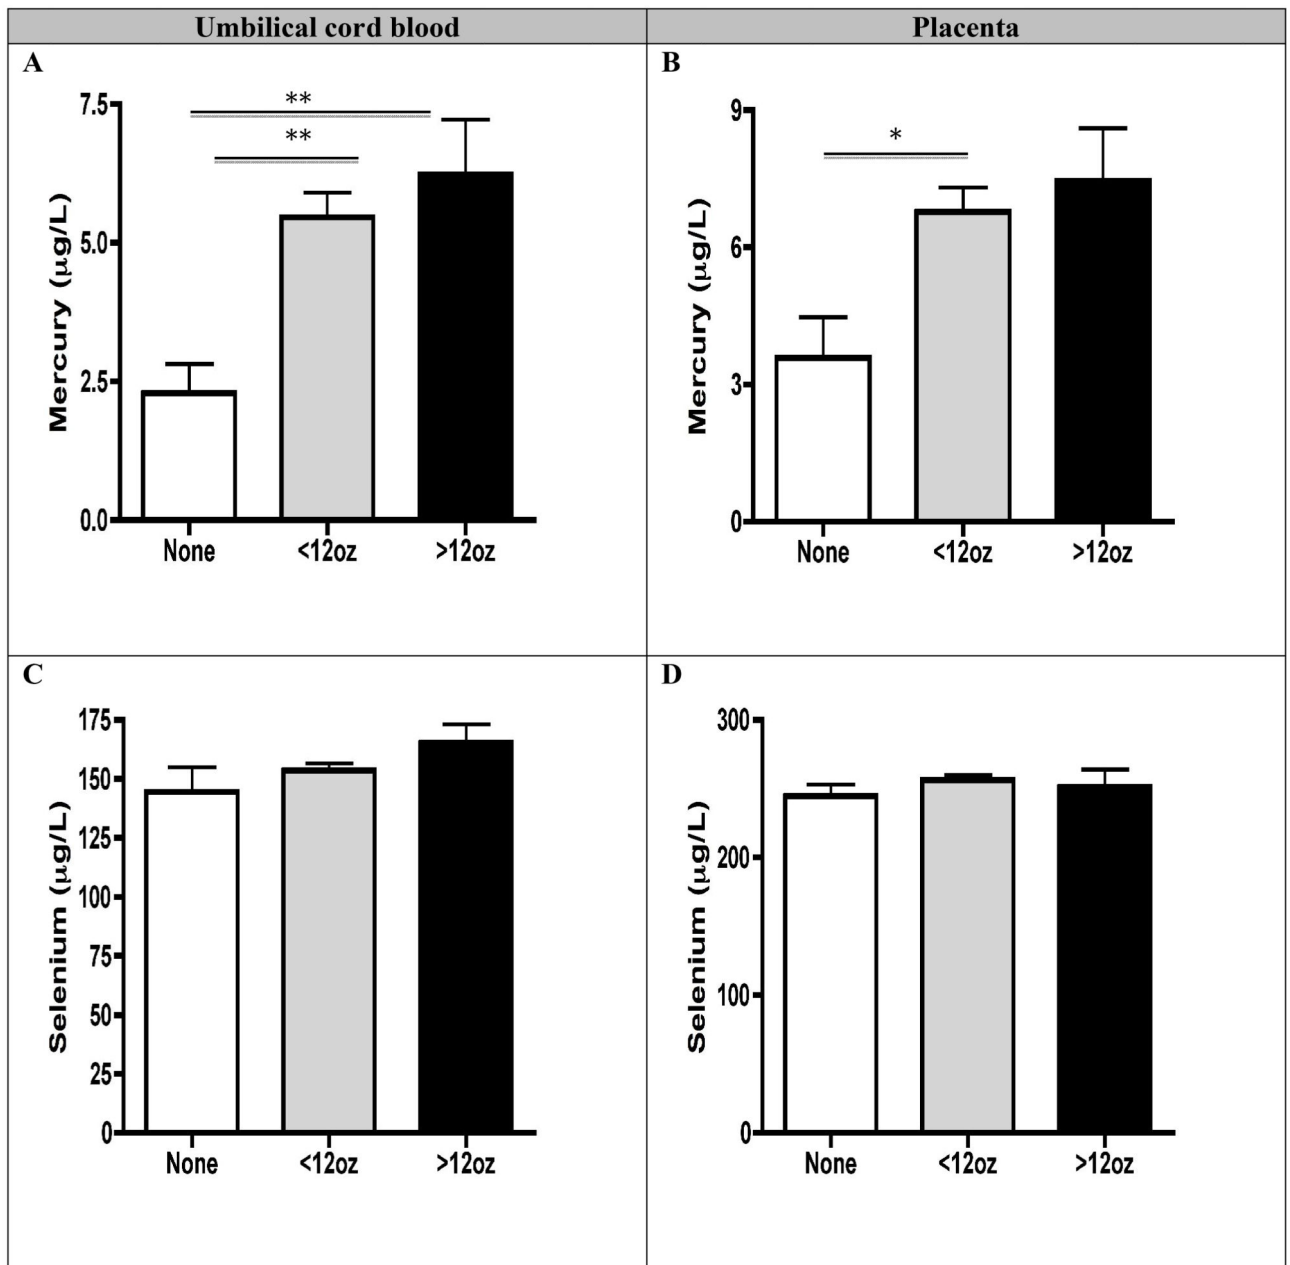 Umbilical cord blood
Placenta
A
7.5
5.0
2.5
0.0
Mercury (µg/L)
**
**
None
<12oz
>12oz
B
9
6
3
0
Mercury (µg/L)
*
None
<12oz
>12oz
C
175
150
125
100
75
50
25
0
Selenium (µg/L)
None
<12oz
>12oz
D
300
200
100
0
Selenium (µg/L)
None
<12oz
>12oz